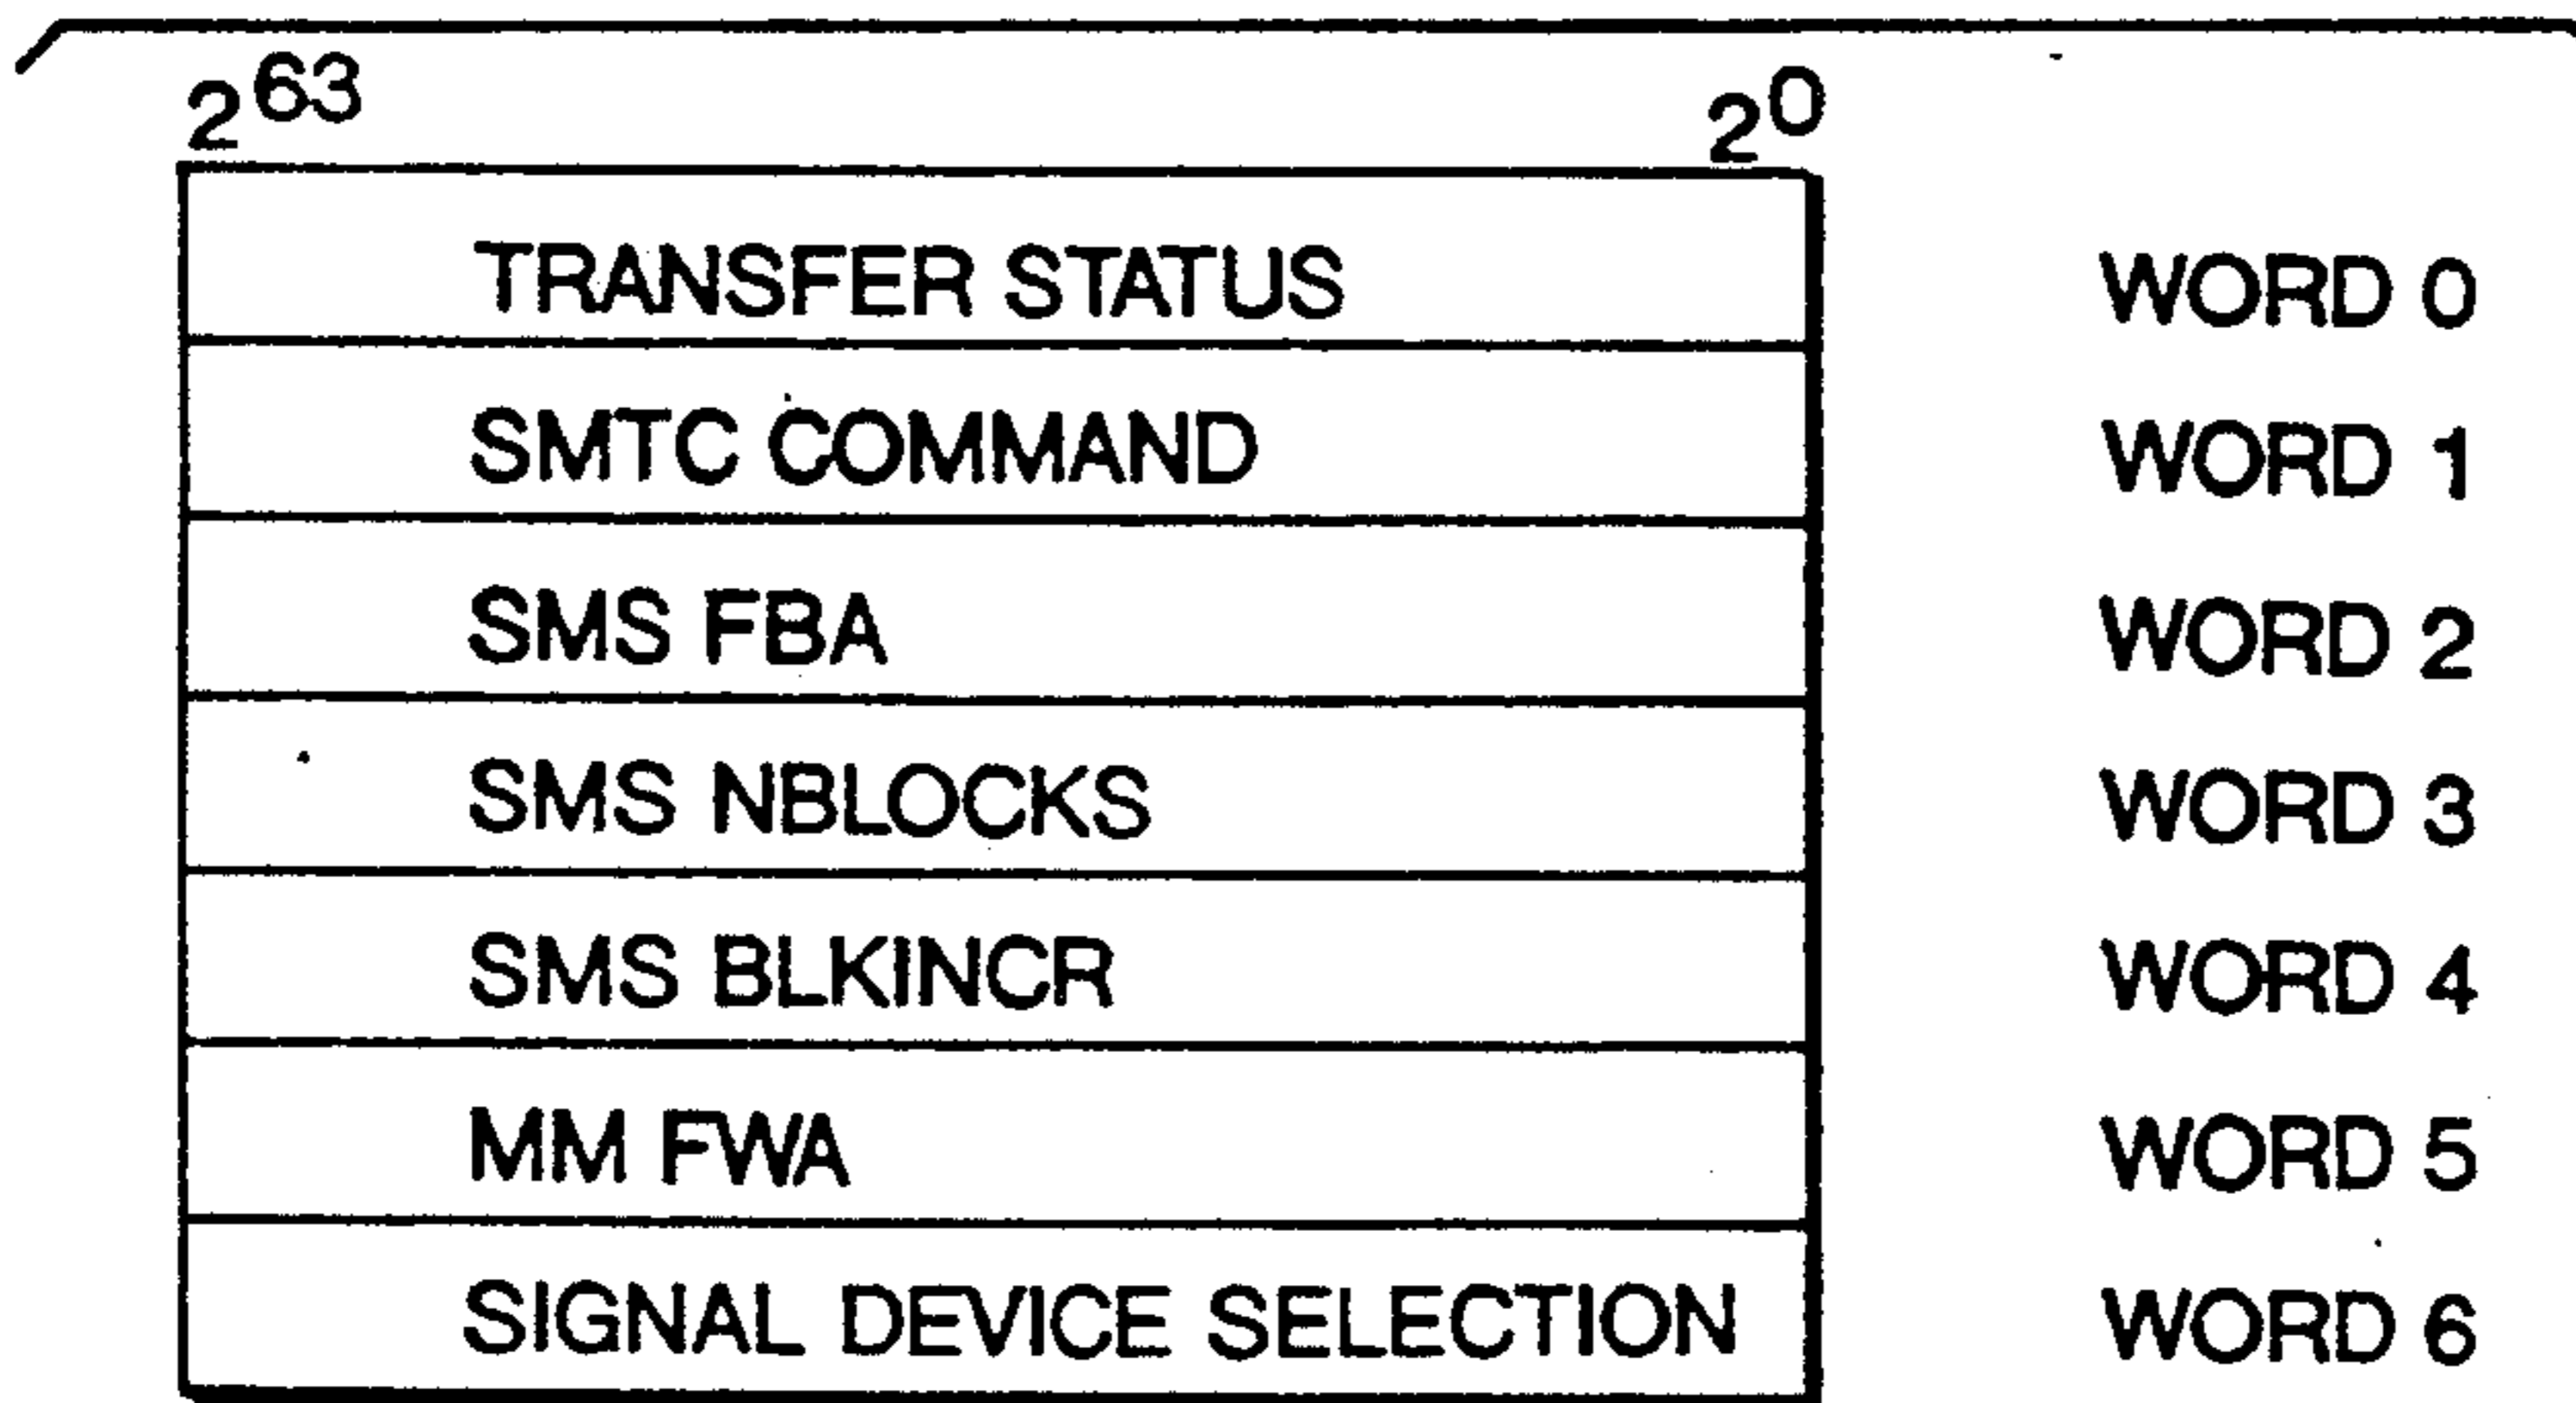 2^63 2^0
TRANSFER STATUS WORD 0
SMTC COMMAND WORD 1
SMS FBA WORD 2
SMS NBLOCKS WORD 3
SMS BLKINCR WORD 4
MM FWA WORD 5
SIGNAL DEVICE SELECTION WORD 6